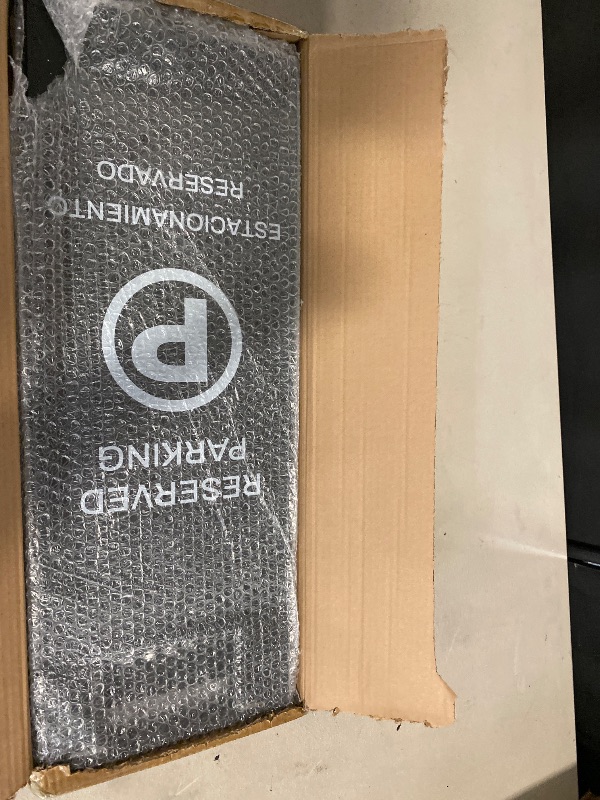 RESERVED
PARKING
P
ESTACIONAMIENTO
RESERVADO